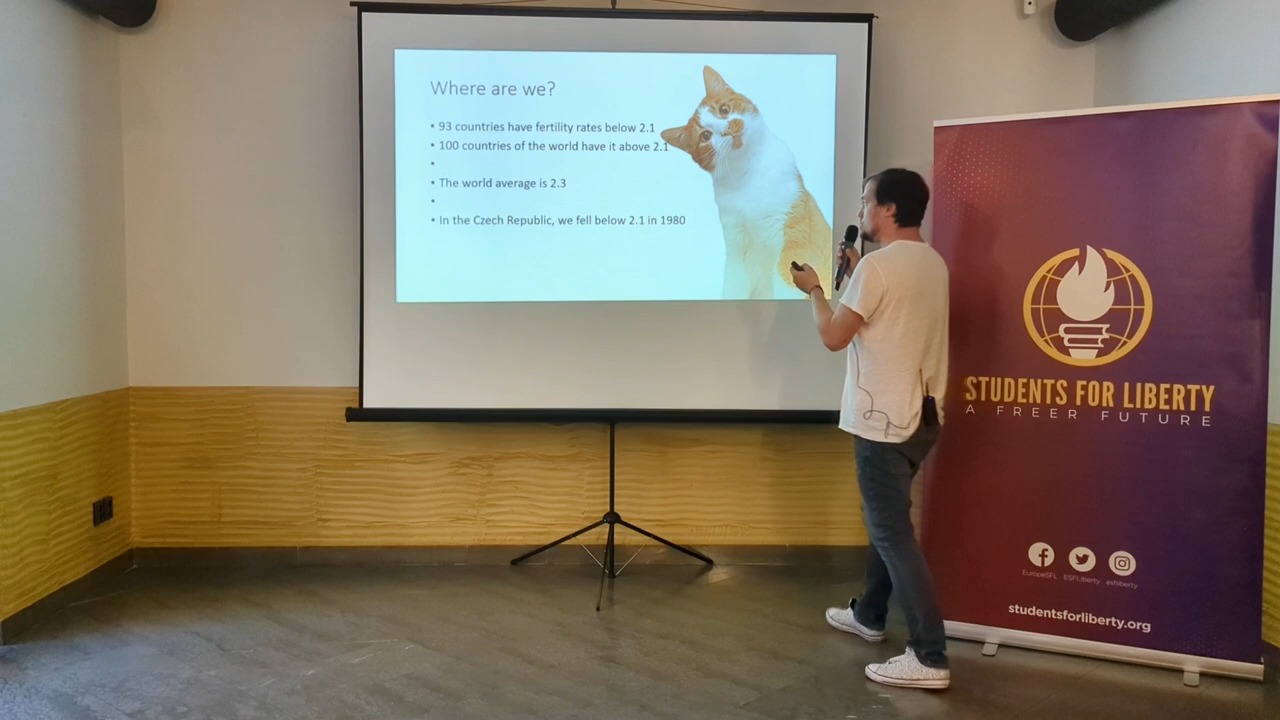 Where are we?
• 93 countries have fertility rates below 2.1
• 100 countries of the world have it above 2.1
•
• The world average is 2.3
•
• In the Czech Republic, we fell below 2.1 in 1980
STUDENTS FOR LIBERTY
A FREER FUTURE
EuropeSFL ESFLiberty esfliberty
studentsforliberty.org